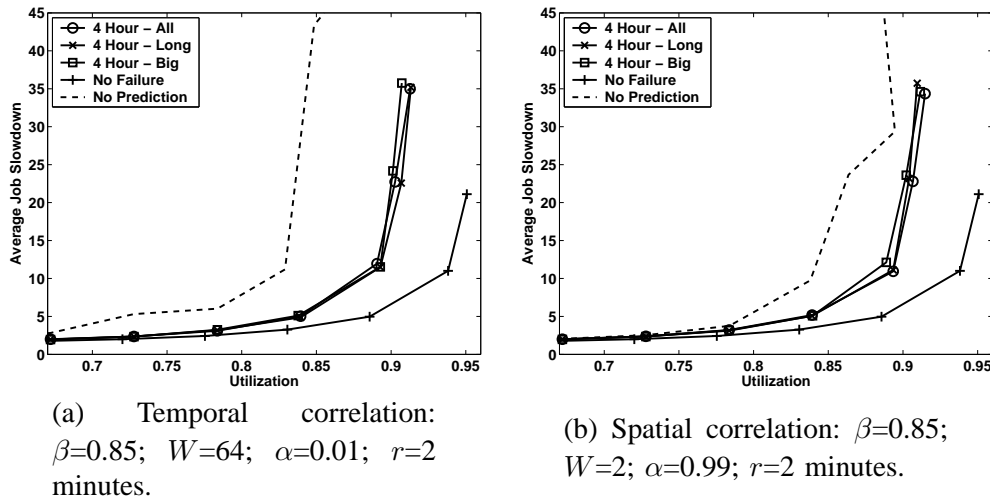 45
40
35
30
25
20
15
10
5
0
Average Job Slowdown
4 Hour – All
4 Hour – Long
4 Hour – Big
No Failure
No Prediction
0.7 0.75 0.8 0.85 0.9 0.95
Utilization
(a) Temporal correlation:
β=0.85; W=64; α=0.01; r=2
minutes.
45
40
35
30
25
20
15
10
5
0
Average Job Slowdown
4 Hour – All
4 Hour – Long
4 Hour – Big
No Failure
No Prediction
0.7 0.75 0.8 0.85 0.9 0.95
Utilization
(b) Spatial correlation: β=0.85;
W=2; α=0.99; r=2 minutes.